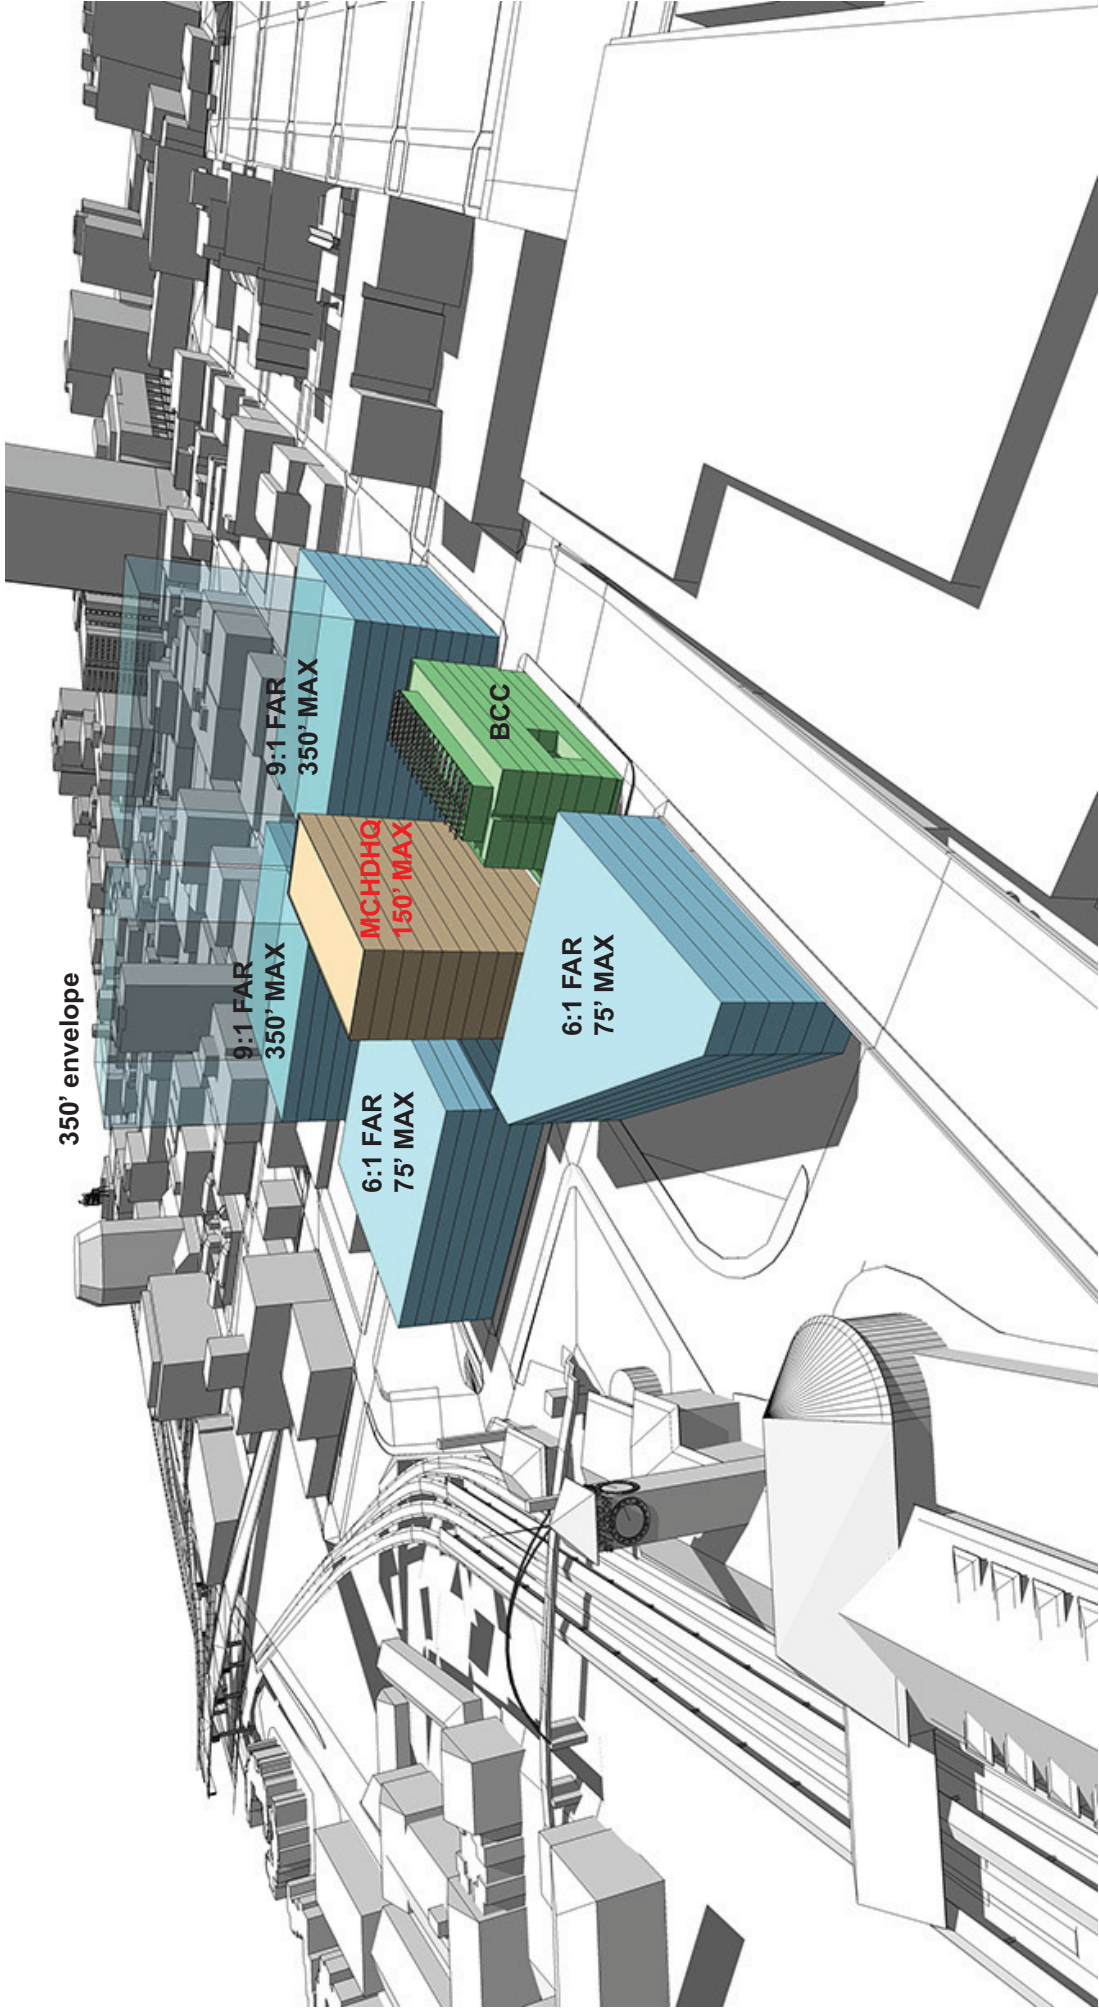 350' envelope
9:1 FAR
350' MAX
9:1 FAR
350' MAX
6:1 FAR
75' MAX
MCHDHQ
150' MAX
BCC
6:1 FAR
75' MAX